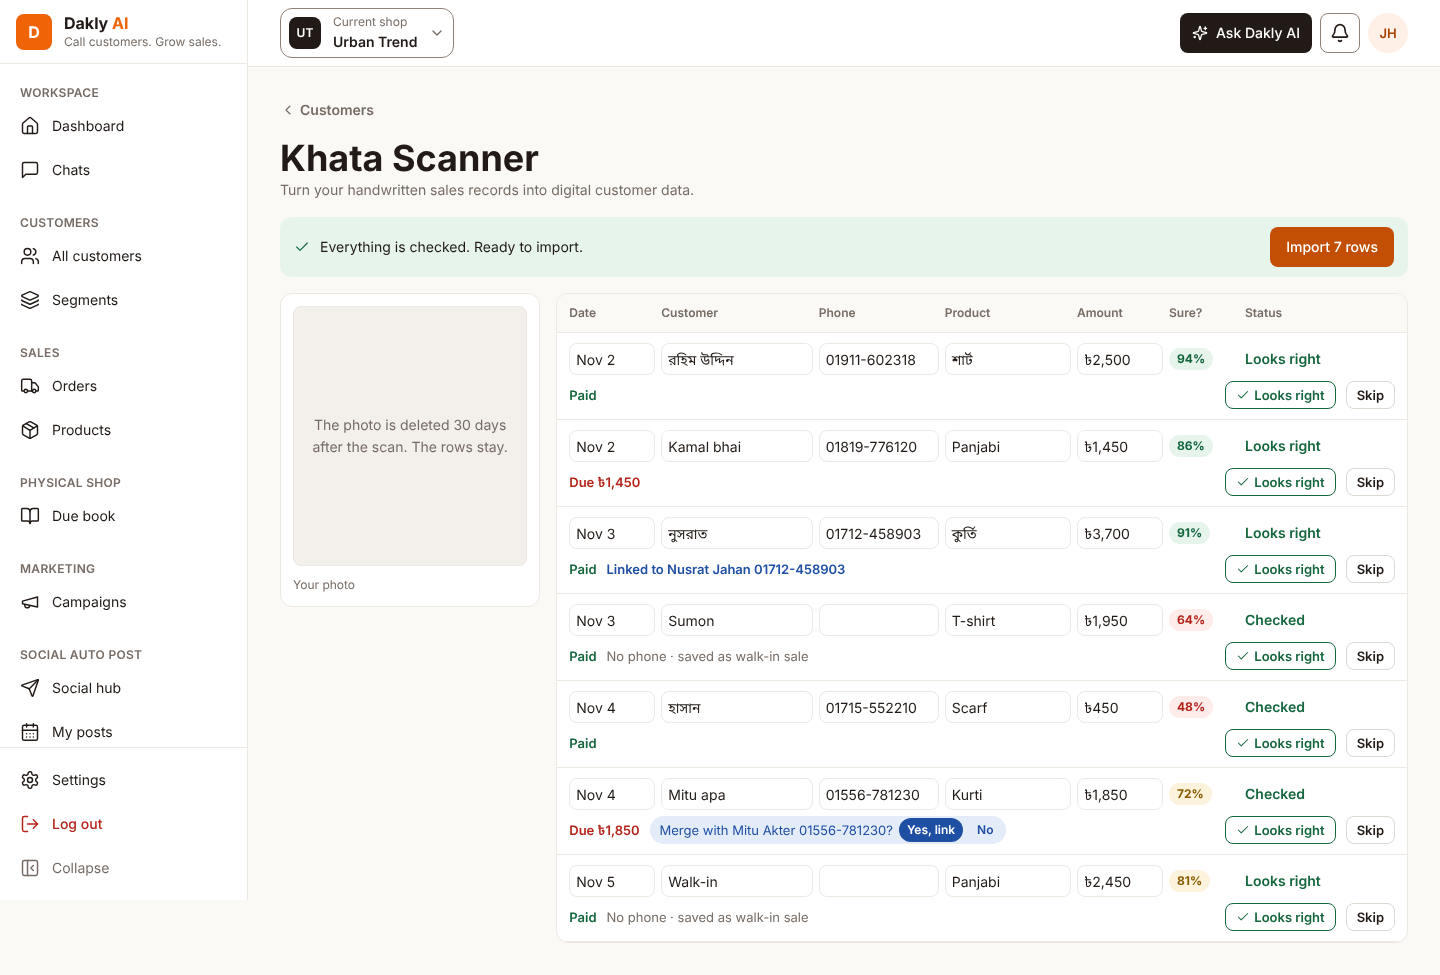 D
Dakly AI
Call customers. Grow sales.
UT
Current shop
Urban Trend
Ask Dakly AI
JH
WORKSPACE
Dashboard
Chats
CUSTOMERS
All customers
Segments
SALES
Orders
Products
PHYSICAL SHOP
Due book
MARKETING
Campaigns
SOCIAL AUTO POST
Social hub
My posts
Settings
Log out
Collapse
Customers
Khata Scanner
Turn your handwritten sales records into digital customer data.
Everything is checked. Ready to import.
Import 7 rows
The photo is deleted 30 days
after the scan. The rows stay.
Your photo
Date Customer Phone Product Amount Sure? Status
Nov 2 রহিম উদ্দিন 01911-602318 শার্ট ৳2,500 94% Looks right
Paid Looks right Skip
Nov 2 Kamal bhai 01819-776120 Panjabi ৳1,450 86% Looks right
Due ৳1,450 Looks right Skip
Nov 3 নুসরাত 01712-458903 কুর্তি ৳3,700 91% Looks right
Paid Linked to Nusrat Jahan 01712-458903 Looks right Skip
Nov 3 Sumon T-shirt ৳1,950 64% Checked
Paid No phone · saved as walk-in sale Looks right Skip
Nov 4 হাসান 01715-552210 Scarf ৳450 48% Checked
Paid Looks right Skip
Nov 4 Mitu apa 01556-781230 Kurti ৳1,850 72% Checked
Due ৳1,850 Merge with Mitu Akter 01556-781230? Yes, link No Looks right Skip
Nov 5 Walk-in Panjabi ৳2,450 81% Looks right
Paid No phone · saved as walk-in sale Looks right Skip